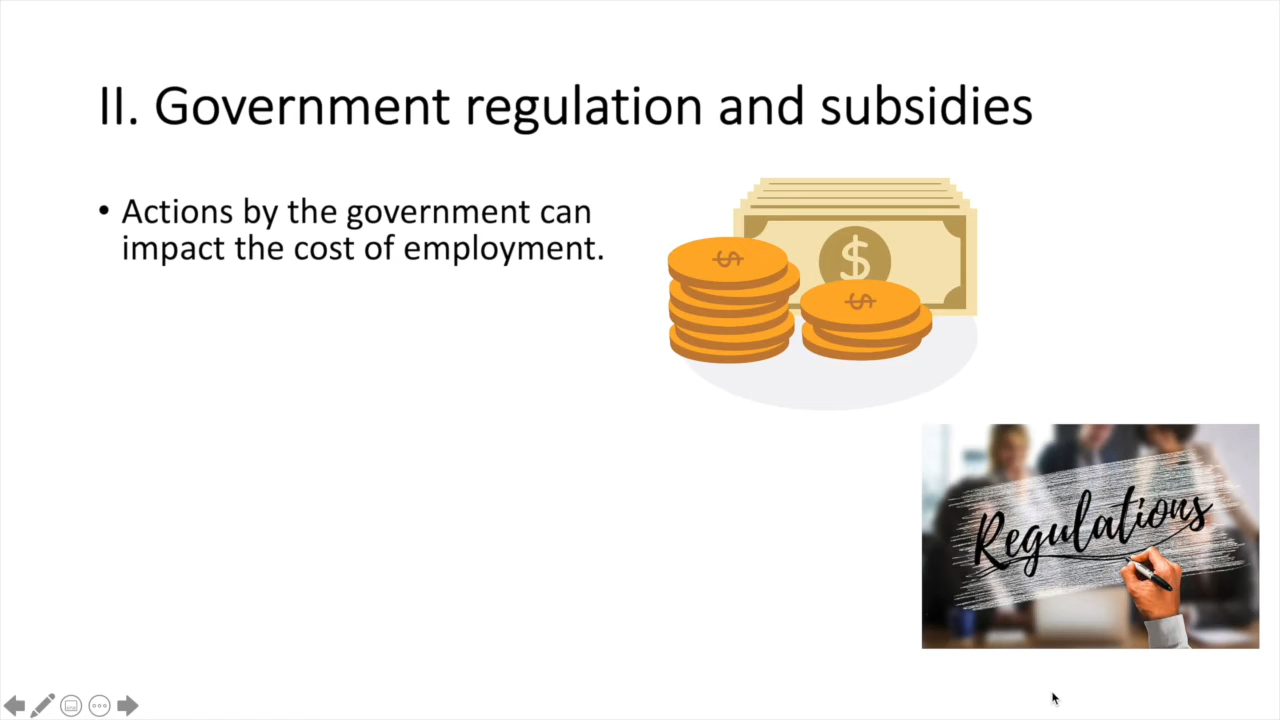 II. Government regulation and subsidies
• Actions by the government can
impact the cost of employment.
$
$
$
Regulations